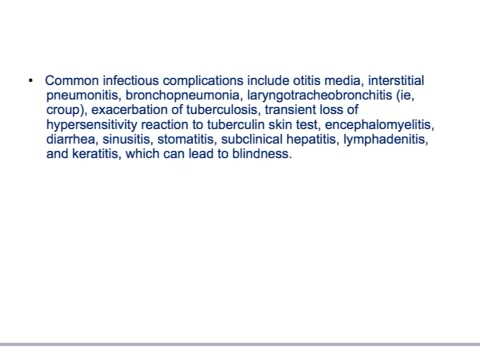 • Common infectious complications include otitis media, interstitial
pneumonitis, bronchopneumonia, laryngotracheobronchitis (ie,
croup), exacerbation of tuberculosis, transient loss of
hypersensitivity reaction to tuberculin skin test, encephalomyelitis,
diarrhea, sinusitis, stomatitis, subclinical hepatitis, lymphadenitis,
and keratitis, which can lead to blindness.